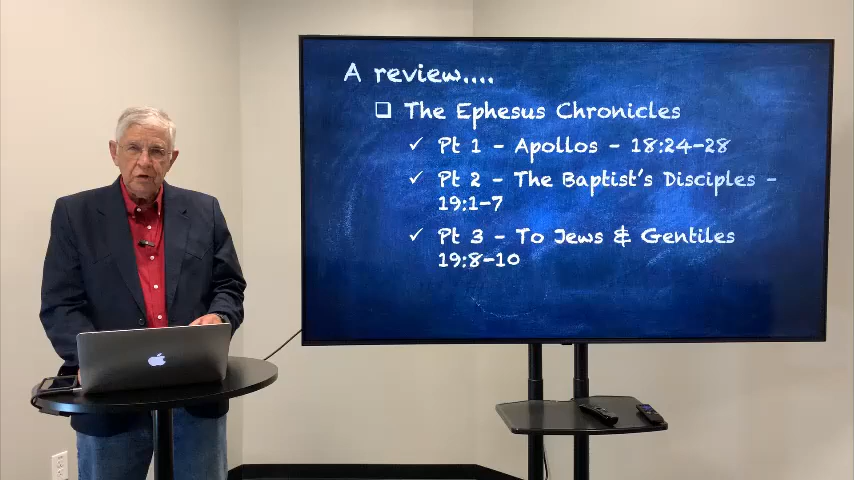 A review....
❑ The Ephesus Chronicles
✓ Pt 1 – Apollos – 18:24–28
✓ Pt 2 – The Baptist's Disciples –
19:1–7
✓ Pt 3 – To Jews & Gentiles
19:8–10